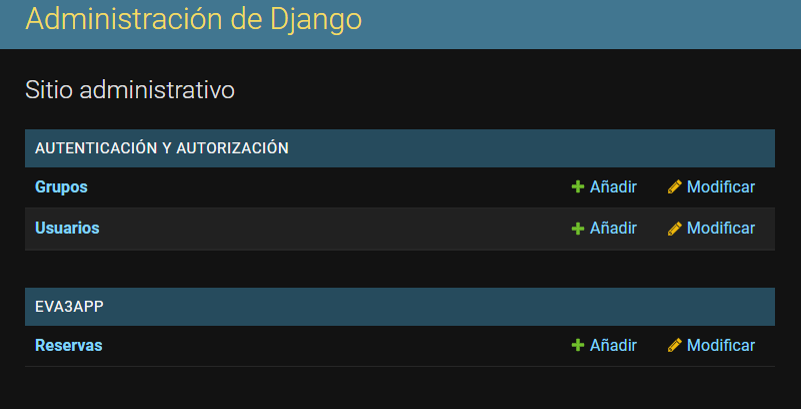 Administración de Django
Sitio administrativo
AUTENTICACIÓN Y AUTORIZACIÓN
Grupos Añadir Modificar
Usuarios Añadir Modificar
EVA3APP
Reservas Añadir Modificar